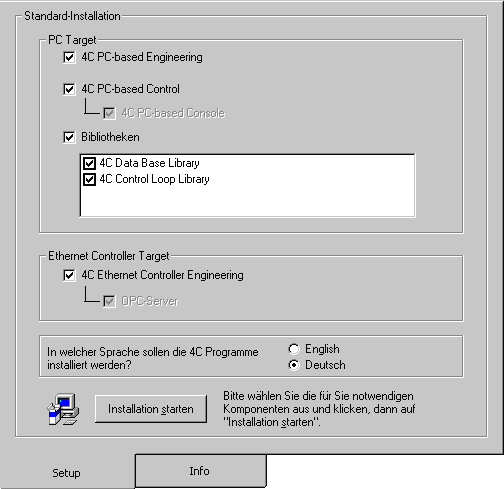 Standard-Installation
PC Target
4C PC-based Engineering
4C PC-based Control
4C PC-based Console
Bibliotheken
4C Data Base Library
4C Control Loop Library
Ethernet Controller Target
4C Ethernet Controller Engineering
OPC-Server
In welcher Sprache sollen die 4C Programme
installiert werden?
English
Deutsch
Installation starten
Bitte wählen Sie die für Sie notwendigen
Komponenten aus und klicken, dann auf
"Installation starten".
Setup
Info